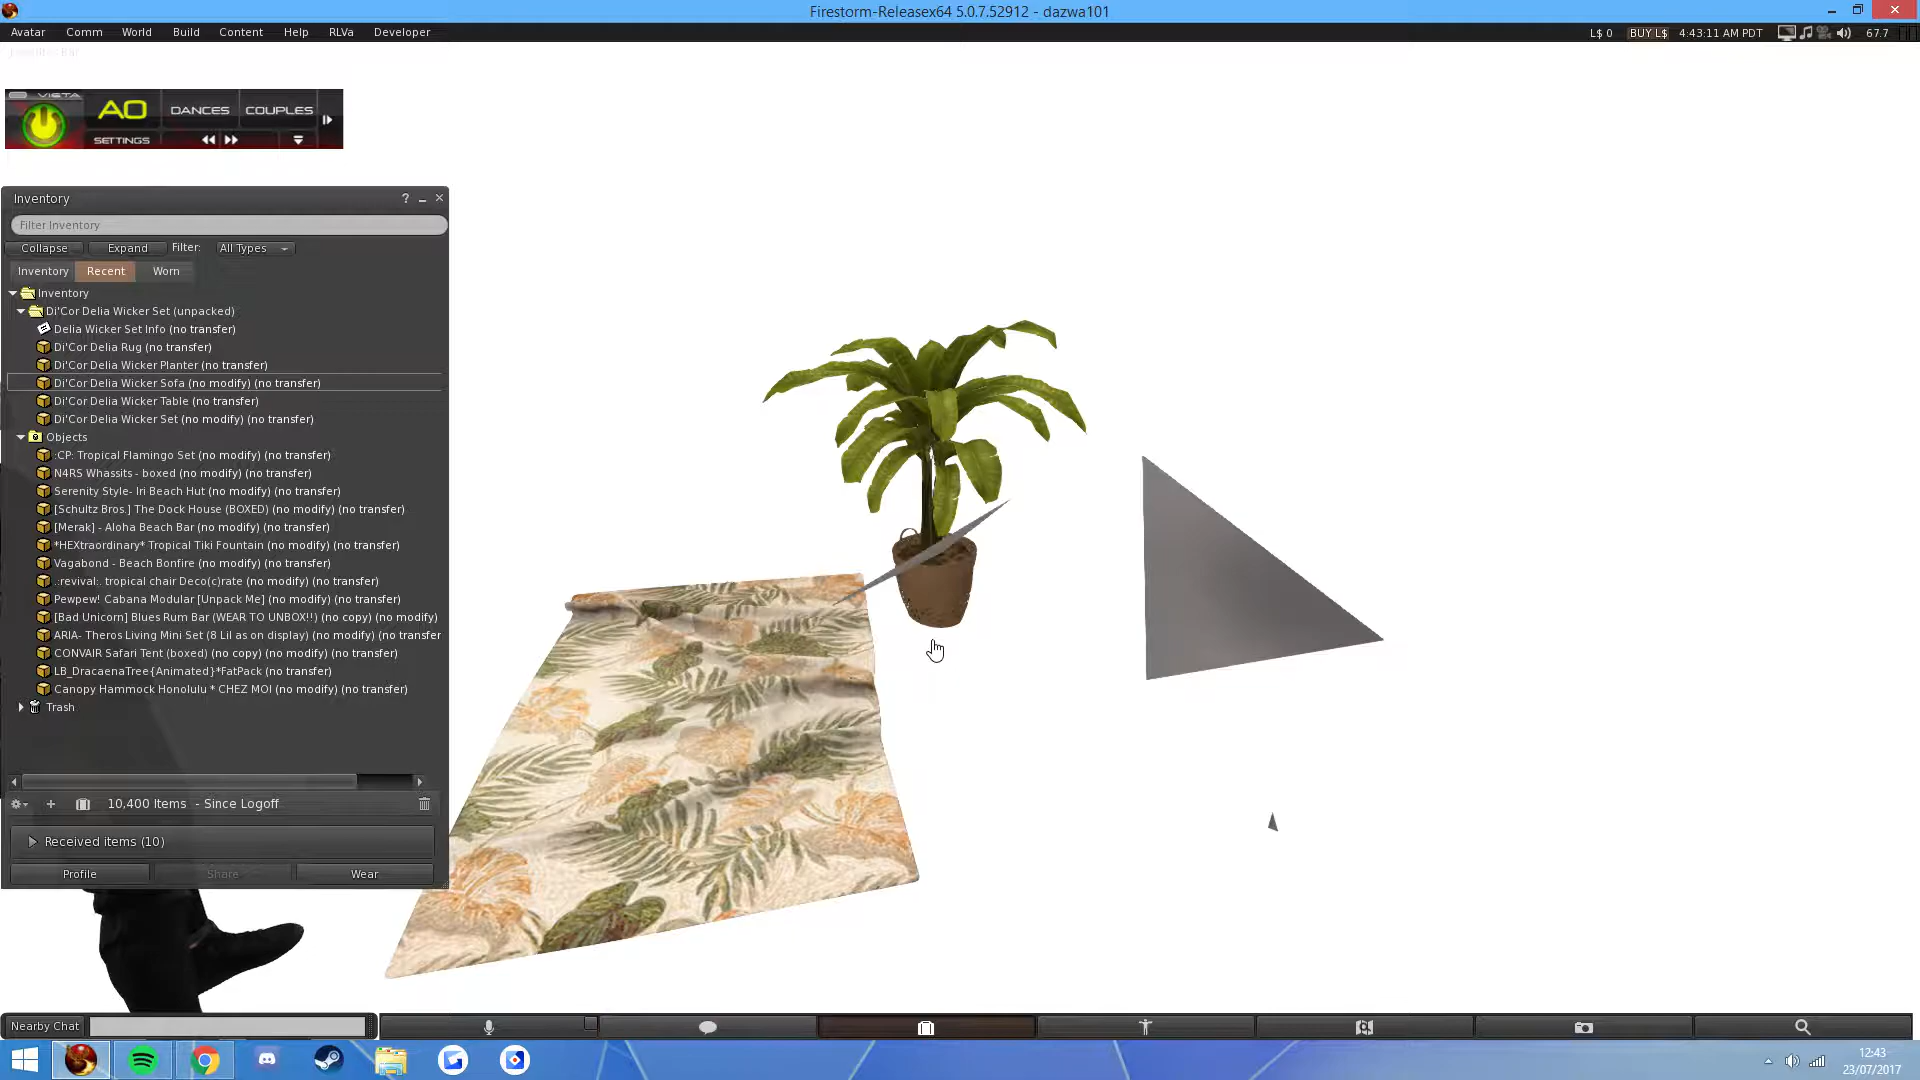 Firestorm-Releasex64 5.0.7.52912 - dazwa101
Avatar Comm World Build Content Help RLVa Developer
L$ 0 BUY L$ 4:43:11 AM PDT 67.7
VISTA
AO DANCES COUPLES
SETTINGS
Inventory ?
Filter Inventory
Collapse Expand Filter: All Types
Inventory Recent Worn
Inventory
Di'Cor Delia Wicker Set (unpacked)
Delia Wicker Set Info (no transfer)
Di'Cor Delia Rug (no transfer)
Di'Cor Delia Wicker Planter (no transfer)
Di'Cor Delia Wicker Sofa (no modify) (no transfer)
Di'Cor Delia Wicker Table (no transfer)
Di'Cor Delia Wicker Set (no modify) (no transfer)
Objects
:CP: Tropical Flamingo Set (no modify) (no transfer)
N4RS Whassits - boxed (no modify) (no transfer)
Serenity Style- Iri Beach Hut (no modify) (no transfer)
[Schultz Bros.] The Dock House (BOXED) (no modify) (no transfer)
[Merak] - Aloha Beach Bar (no modify) (no transfer)
*HEXtraordinary* Tropical Tiki Fountain (no modify) (no transfer)
Vagabond - Beach Bonfire (no modify) (no transfer)
.:revival:. tropical chair Deco(c)rate (no modify) (no transfer)
Pewpew! Cabana Modular [Unpack Me] (no modify) (no transfer)
[Bad Unicorn] Blues Rum Bar (WEAR TO UNBOX!!) (no copy) (no modify)
ARIA- Theros Living Mini Set (8 Lil as on display) (no modify) (no transfer
CONVAIR Safari Tent (boxed) (no copy) (no modify) (no transfer)
LB_DracaenaTree{Animated}*FatPack (no transfer)
Canopy Hammock Honolulu * CHEZ MOI (no modify) (no transfer)
Trash
10,400 Items - Since Logoff
Received items (10)
Profile Share Wear
Nearby Chat
12:43
23/07/2017